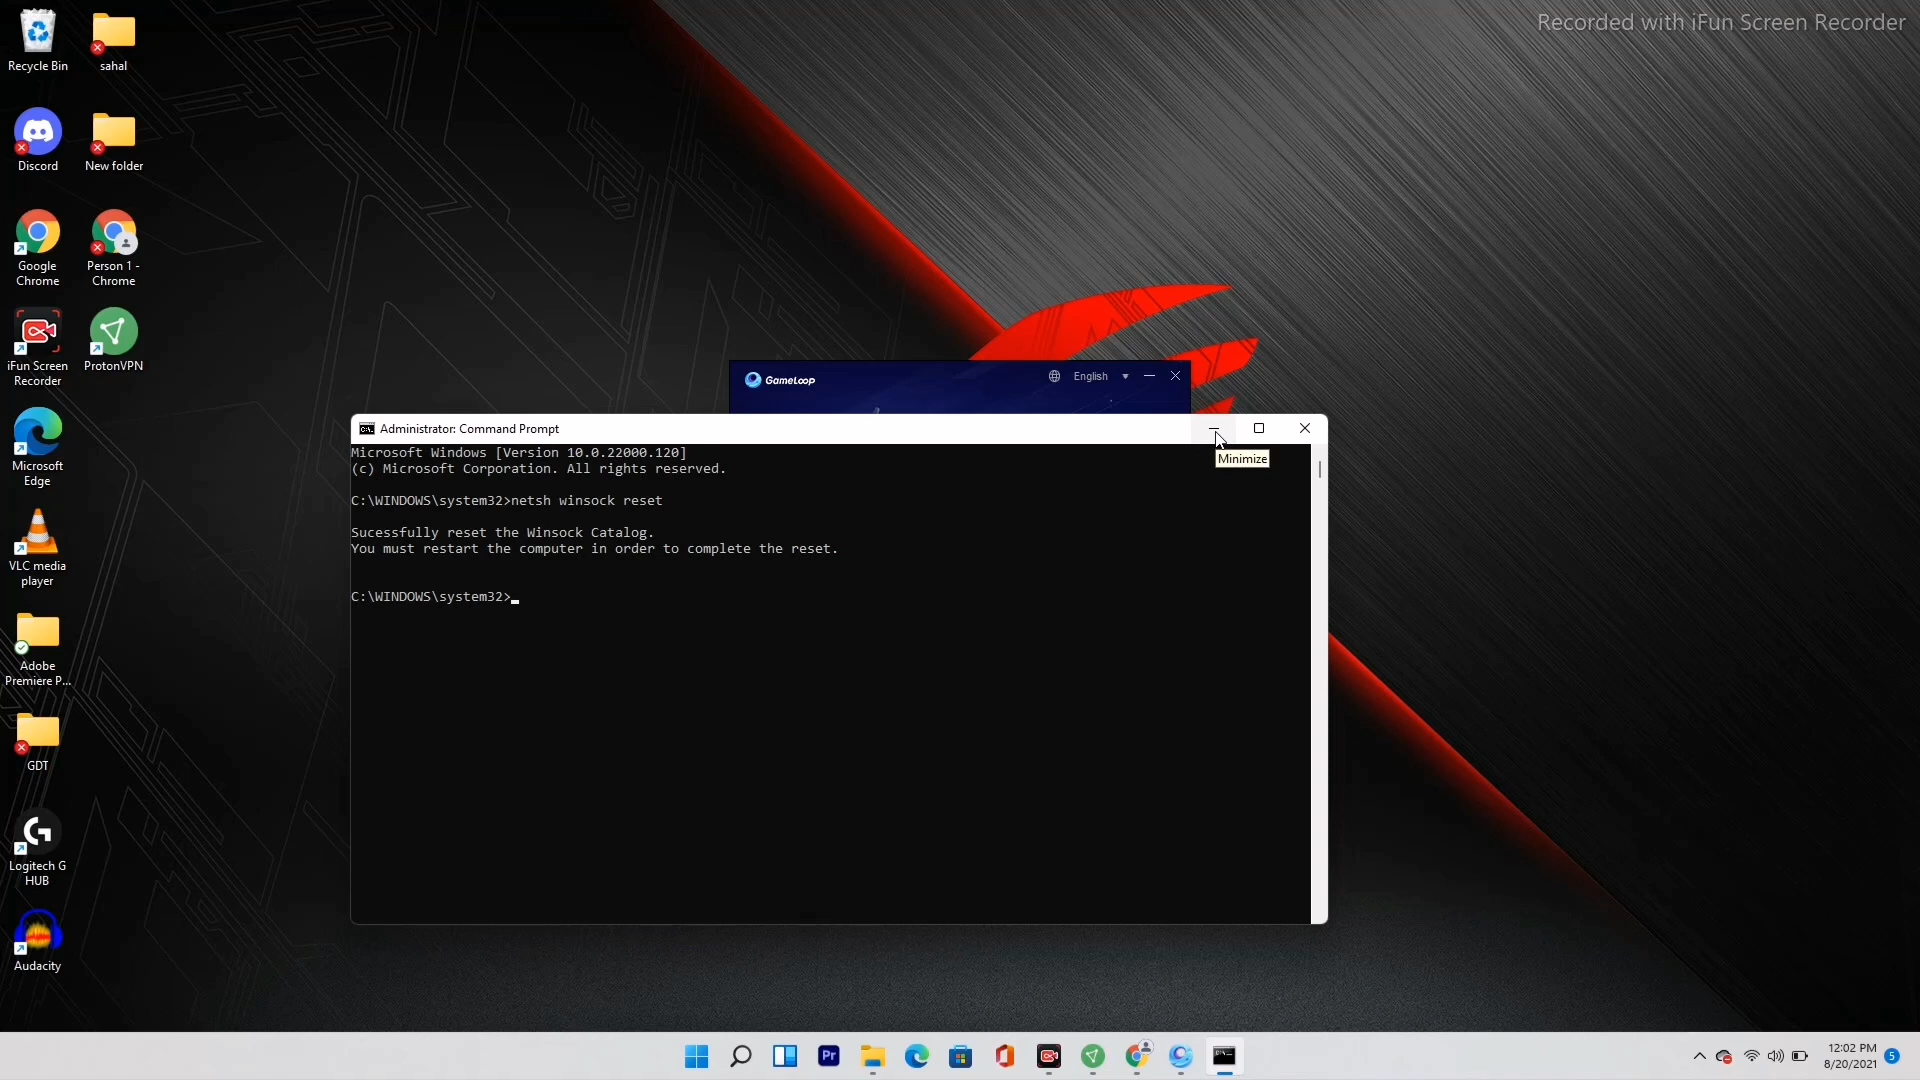 Recorded with iFun Screen Recorder
Recycle Bin
sahal
Discord
New folder
Google
Chrome
Person 1 -
Chrome
iFun Screen
Recorder
ProtonVPN
Microsoft
Edge
VLC media
player
Adobe
Premiere P...
GDT
Logitech G
HUB
Audacity
GameLoop
English
Administrator: Command Prompt
Minimize
Microsoft Windows [Version 10.0.22000.120]
(c) Microsoft Corporation. All rights reserved.
C:\WINDOWS\system32>netsh winsock reset
Sucessfully reset the Winsock Catalog.
You must restart the computer in order to complete the reset.
C:\WINDOWS\system32>
Pr
12:02 PM
8/20/2021
5